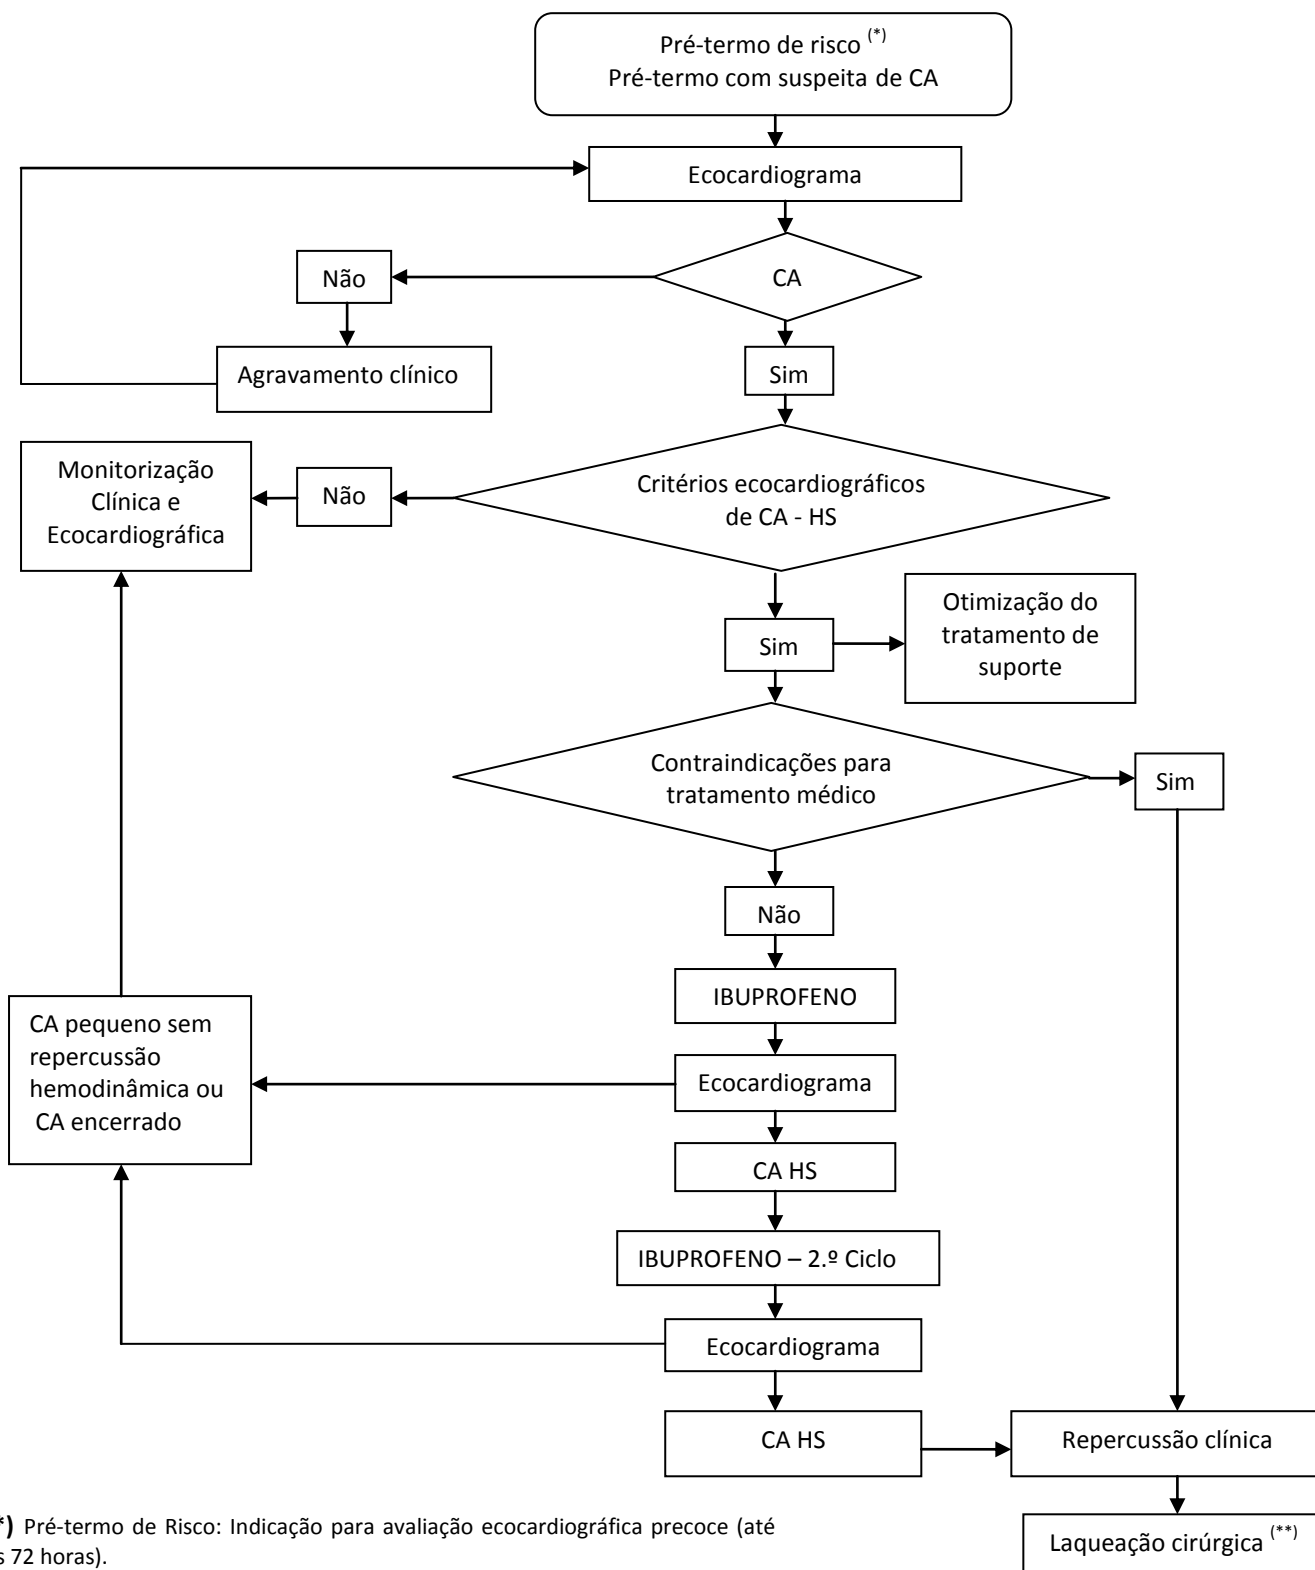 Pré-termo de risco (*)
Pré-termo com suspeita de CA
Ecocardiograma
CA
Não
Agravamento clínico
Sim
Critérios ecocardiográficos
de CA - HS
Não
Monitorização
Clínica e
Ecocardiográfica
Sim
Otimização do
tratamento de
suporte
Contraindicações para
tratamento médico
Sim
Não
IBUPROFENO
Ecocardiograma
CA pequeno sem
repercussão
hemodinâmica ou
CA encerrado
CA HS
IBUPROFENO – 2.º Ciclo
Ecocardiograma
CA HS
Repercussão clínica
Laqueação cirúrgica (**)
*) Pré-termo de Risco: Indicação para avaliação ecocardiográfica precoce (até
s 72 horas).